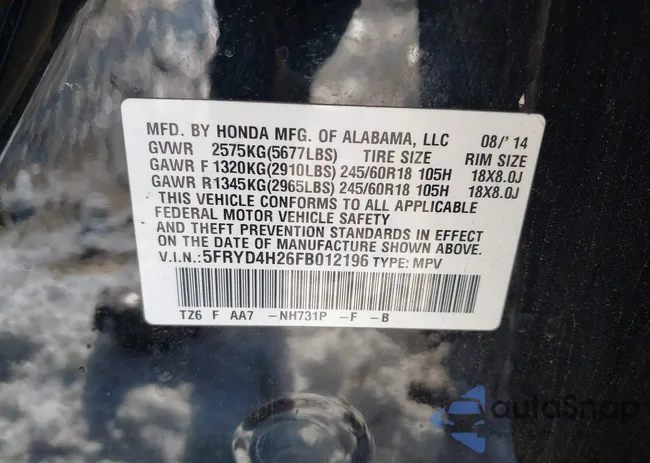 MFD. BY HONDA MFG. OF ALABAMA, LLC 08/'14
GVWR 2575KG(5677LBS) TIRE SIZE RIM SIZE
GAWR F 1320KG(2910LBS) 245/60R18 105H 18X8.0J
GAWR R 1345KG(2965LBS) 245/60R18 105H 18X8.0J
THIS VEHICLE CONFORMS TO ALL APPLICABLE
FEDERAL MOTOR VEHICLE SAFETY
AND THEFT PREVENTION STANDARDS IN EFFECT
ON THE DATE OF MANUFACTURE SHOWN ABOVE.
V.I.N.:5FRYD4H26FB012196 TYPE: MPV
TZ6 F AA7 -NH731P -F -B
autoSnap